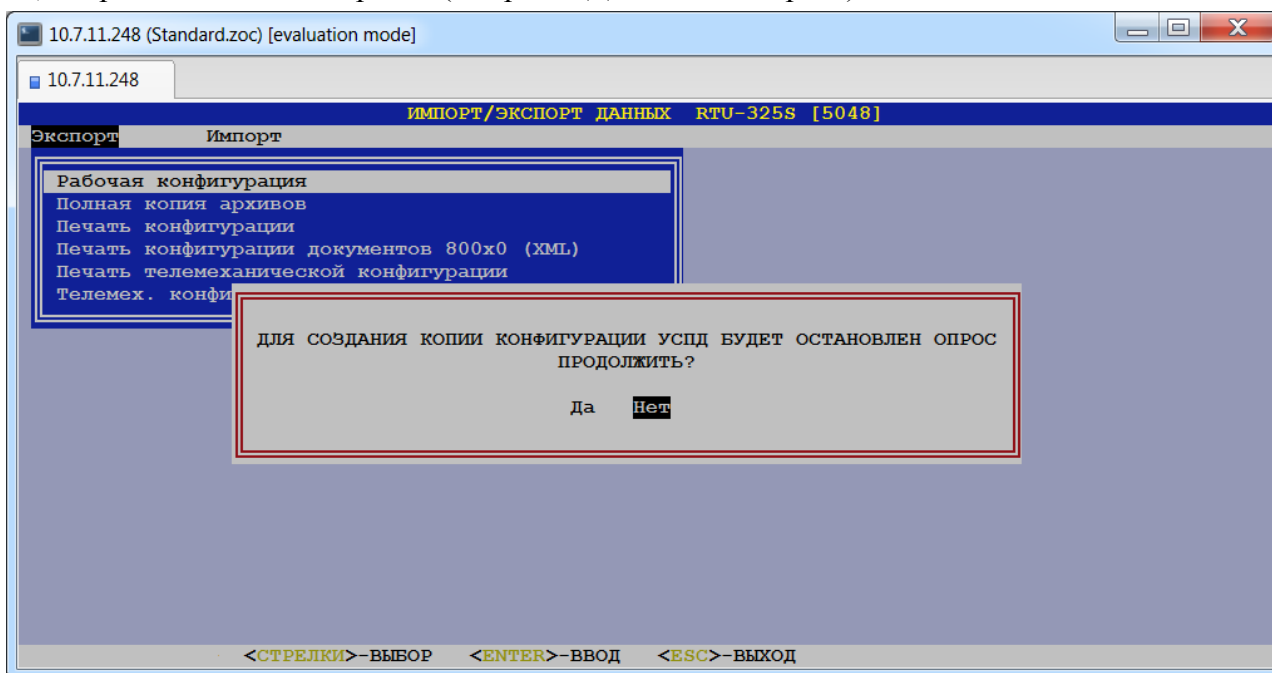 10.7.11.248 (Standard.zoc) [evaluation mode]
10.7.11.248
ИМПОРТ/ЭКСПОРТ ДАННЫХ RTU-325S [5048]
Экспорт Импорт
Рабочая конфигурация
Полная копия архивов
Печать конфигурации
Печать конфигурации документов 800x0 (XML)
Печать телемеханической конфигурации
Телемех. конфи
ДЛЯ СОЗДАНИЯ КОПИИ КОНФИГУРАЦИИ УСПД БУДЕТ ОСТАНОВЛЕН ОПРОС
ПРОДОЛЖИТЬ?
Да Нет
<СТРЕЛКИ>-ВЫБОР <ENTER>-ВВОД <ESC>-ВЫХОД